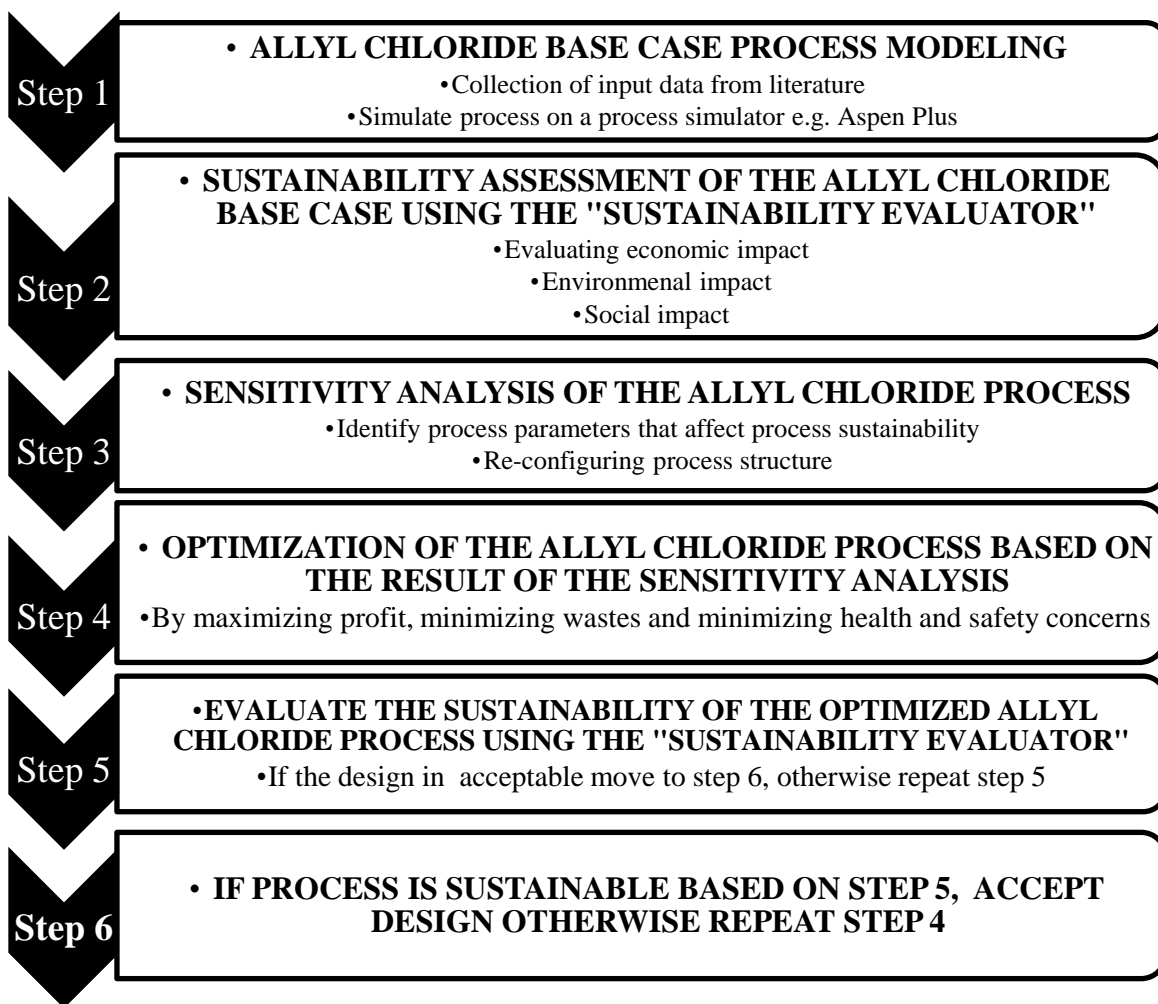 Step 1
• ALLYL CHLORIDE BASE CASE PROCESS MODELING
•Collection of input data from literature
•Simulate process on a process simulator e.g. Aspen Plus
Step 2
• SUSTAINABILITY ASSESSMENT OF THE ALLYL CHLORIDE
BASE CASE USING THE "SUSTAINABILITY EVALUATOR"
•Evaluating economic impact
•Environmenal impact
•Social impact
Step 3
• SENSITIVITY ANALYSIS OF THE ALLYL CHLORIDE PROCESS
•Identify process parameters that affect process sustainability
•Re-configuring process structure
Step 4
• OPTIMIZATION OF THE ALLYL CHLORIDE PROCESS BASED ON
THE RESULT OF THE SENSITIVITY ANALYSIS
•By maximizing profit, minimizing wastes and minimizing health and safety concerns
Step 5
•EVALUATE THE SUSTAINABILITY OF THE OPTIMIZED ALLYL
CHLORIDE PROCESS USING THE "SUSTAINABILITY EVALUATOR"
•If the design in acceptable move to step 6, otherwise repeat step 5
Step 6
• IF PROCESS IS SUSTAINABLE BASED ON STEP 5, ACCEPT
DESIGN OTHERWISE REPEAT STEP 4